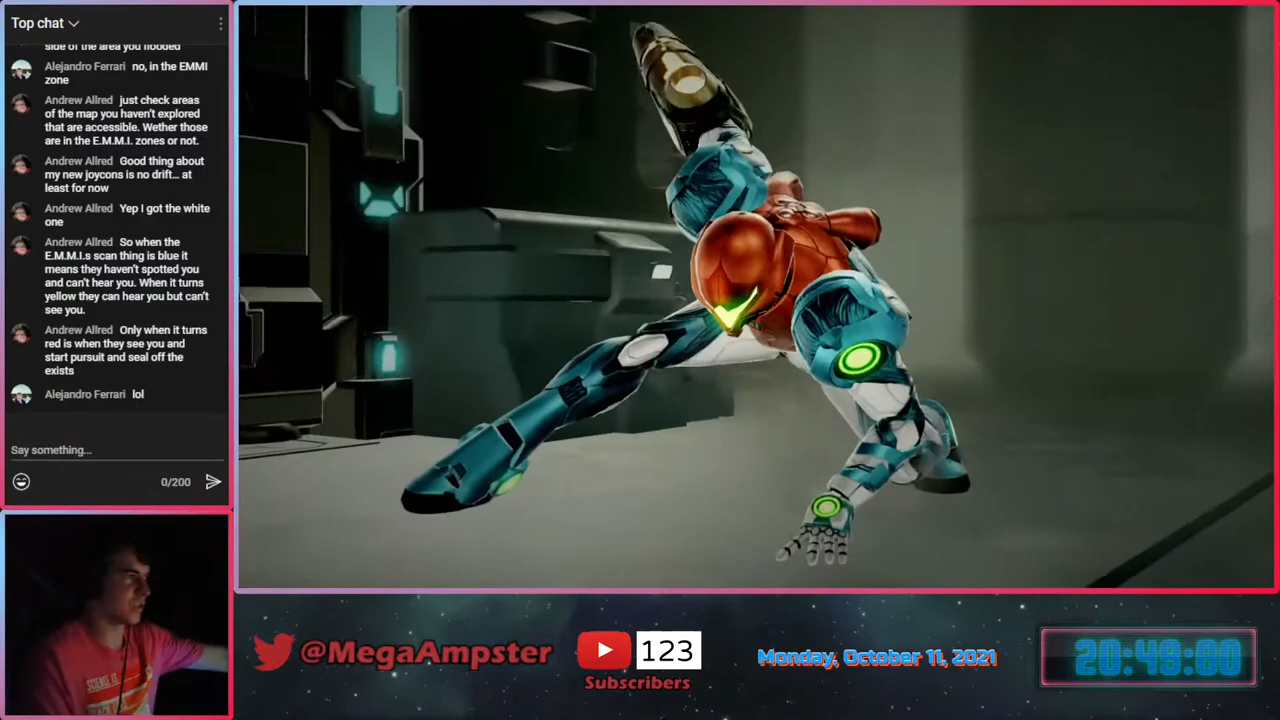 Top chat
side of the area you flooded
Alejandro Ferrari no, in the EMMI
zone
Andrew Allred just check areas
of the map you haven't explored
that are accessible. Wether those
are in the E.M.M.I. zones or not.
Andrew Allred Good thing about
my new joycons is no drift... at
least for now
Andrew Allred Yep I got the white
one
Andrew Allred So when the
E.M.M.I.s scan thing is blue it
means they haven't spotted you
and can't hear you. When it turns
yellow they can hear you but can't
see you.
Andrew Allred Only when it turns
red is when they see you and
start pursuit and seal off the
exists
Alejandro Ferrari lol
Say something...
0/200
@MegaAmpster
123
Subscribers
Monday, October 11, 2021
20:49:00